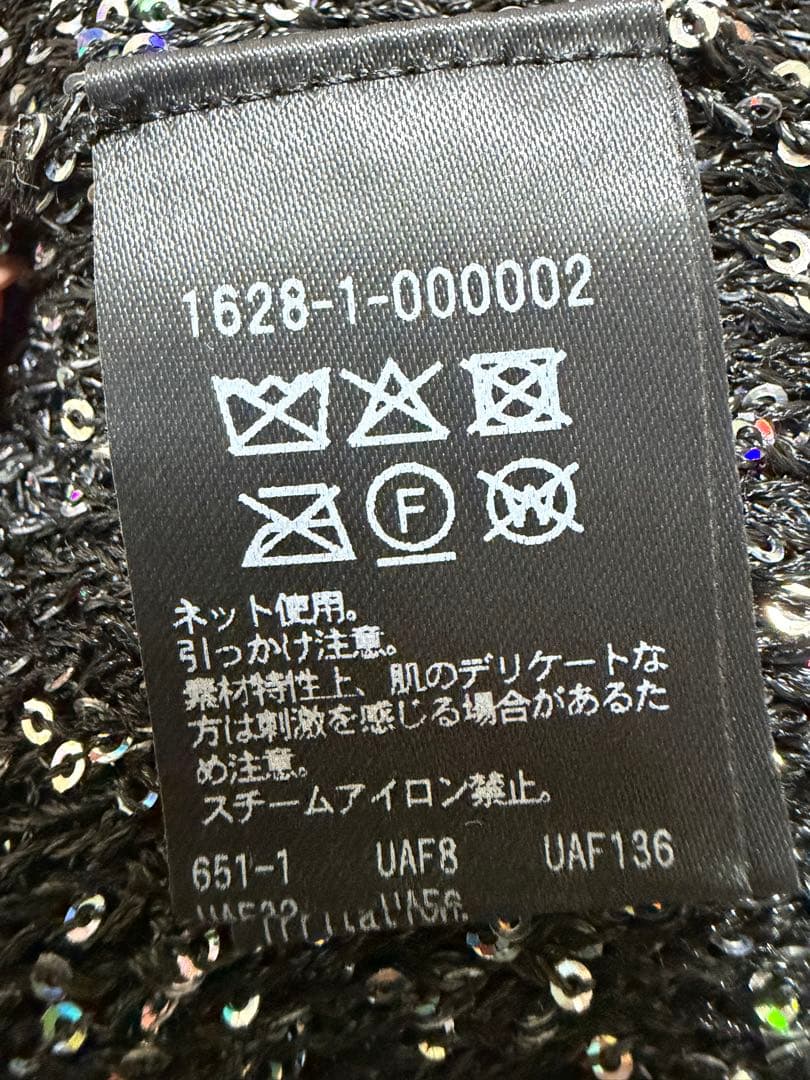 1628-1-000002
F
W
ネット使用。
引っかけ注意。
素材特性上、肌のデリケートな
方は刺激を感じる場合があるた
め注意。
スチームアイロン禁止。
651-1 UAF8 UAF136